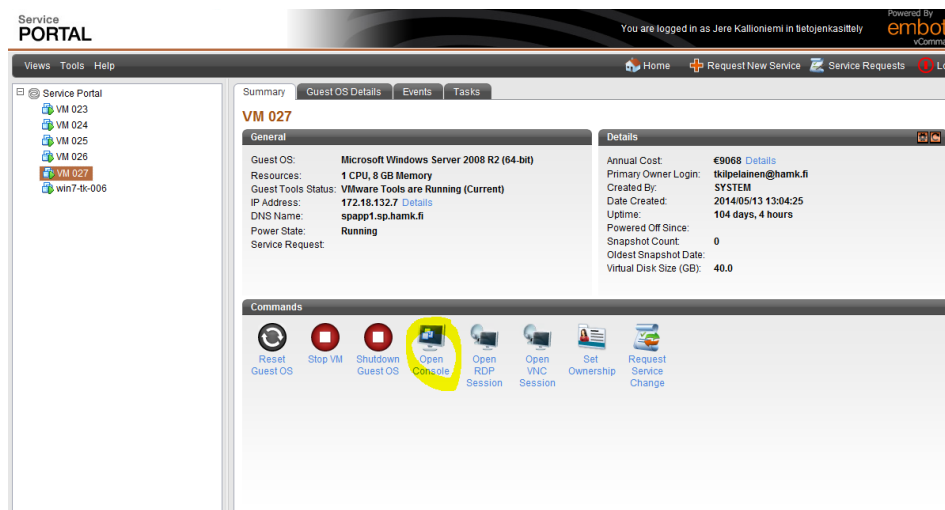 Service
PORTAL
You are logged in as Jere Kallioniemi in tietojenkasittely
Powered By
embot
vComma
Views Tools Help
Home
Request New Service
Service Requests
Lo
Service Portal
VM 023
VM 024
VM 025
VM 026
VM 027
win7-tk-006
Summary
Guest OS Details
Events
Tasks
VM 027
General
Guest OS: Microsoft Windows Server 2008 R2 (64-bit)
Resources: 1 CPU, 8 GB Memory
Guest Tools Status: VMware Tools are Running (Current)
IP Address: 172.18.132.7 Details
DNS Name: spapp1.sp.hamk.fi
Power State: Running
Service Request:
Details
Annual Cost: €9068 Details
Primary Owner Login: tkilpelainen@hamk.fi
Created By: SYSTEM
Date Created: 2014/05/13 13:04:25
Uptime: 104 days, 4 hours
Powered Off Since:
Snapshot Count: 0
Oldest Snapshot Date:
Virtual Disk Size (GB): 40.0
Commands
Reset
Guest OS
Stop VM
Shutdown
Guest OS
Open
Console
Open
RDP
Session
Open
VNC
Session
Set
Ownership
Request
Service
Change